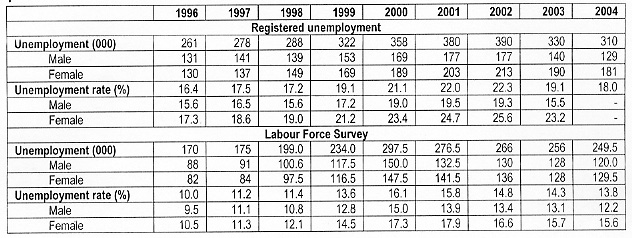 1996 1997 1998 1999 2000 2001 2002 2003 2004
Registered unemployment
Unemployment (000) 261 278 288 322 358 380 390 330 310
Male 131 141 139 153 169 177 177 140 129
Female 130 137 149 169 189 203 213 190 181
Unemployment rate (%) 16.4 17.5 17.2 19.1 21.1 22.0 22.3 19.1 18.0
Male 15.6 16.5 15.6 17.2 19.0 19.5 19.3 15.5 -
Female 17.3 18.6 19.0 21.2 23.4 24.7 25.6 23.2 -
Labour Force Survey
Unemployment (000) 170 175 199.0 234.0 297.5 276.5 266 256 249.5
Male 88 91 100.6 117.5 150.0 132.5 130 128 120.0
Female 82 84 97.5 116.5 147.5 141.5 136 128 129.5
Unemployment rate (%) 10.0 11.2 11.4 13.6 16.1 15.8 14.8 14.3 13.8
Male 9.5 11.1 10.8 12.8 15.0 13.9 13.4 13.1 12.2
Female 10.5 11.3 12.1 14.5 17.3 17.9 16.6 15.7 15.6